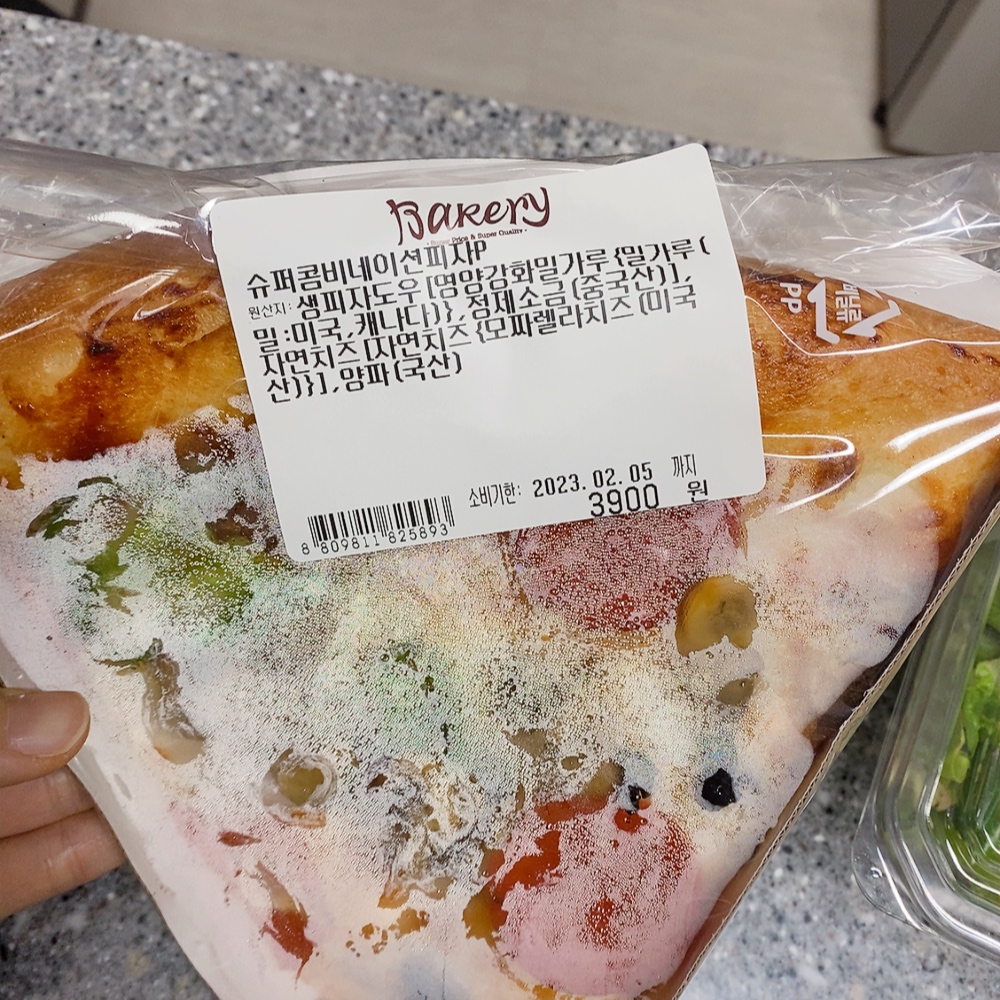 Bakery
· Super Price & Super Quality ·
슈퍼콤비네이션피자P
원산지: 생피자도우 [영양강화밀가루 {밀가루 (
밀 :미국, 캐나다)}, 정제소금 (중국산)],
자연치즈 [자연치즈 {모짜렐라치즈 (미국
산)}] ,양파 (국산)
소비기한: 2023. 02. 05 까지
3900 원
8 809811 825893
PP